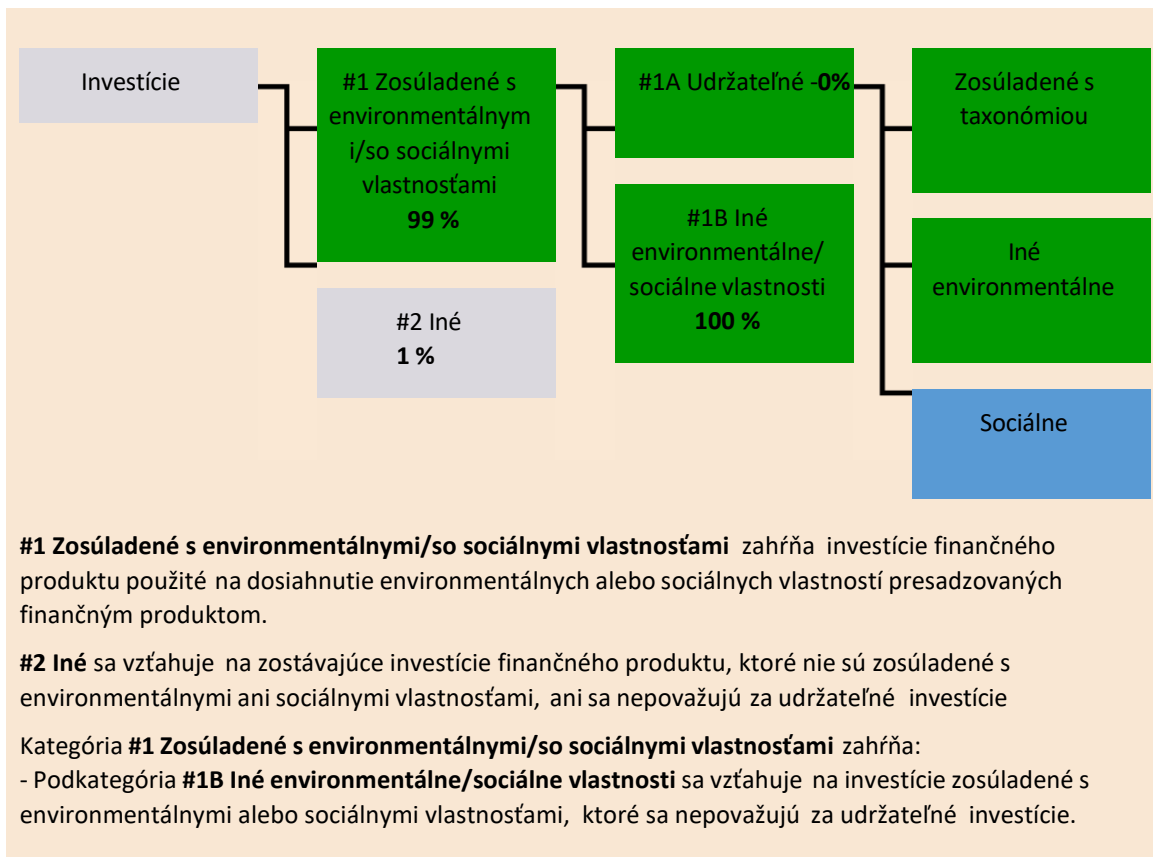 Investície
#1 Zosúladené s
environmentálnym
i/so sociálnymi
vlastnosťami
99 %
#2 Iné
1 %
#1A Udržateľné -0%
#1B Iné
environmentálne/
sociálne vlastnosti
100 %
Zosúladené s
taxonómiou
Iné
environmentálne
Sociálne
#1 Zosúladené s environmentálnymi/so sociálnymi vlastnosťami zahŕňa investície finančného
produktu použité na dosiahnutie environmentálnych alebo sociálnych vlastností presadzovaných
finančným produktom.
#2 Iné sa vzťahuje na zostávajúce investície finančného produktu, ktoré nie sú zosúladené s
environmentálnymi ani sociálnymi vlastnosťami, ani sa nepovažujú za udržateľné investície
Kategória #1 Zosúladené s environmentálnymi/so sociálnymi vlastnosťami zahŕňa:
- Podkategória #1B Iné environmentálne/sociálne vlastnosti sa vzťahuje na investície zosúladené s
environmentálnymi alebo sociálnymi vlastnosťami, ktoré sa nepovažujú za udržateľné investície.